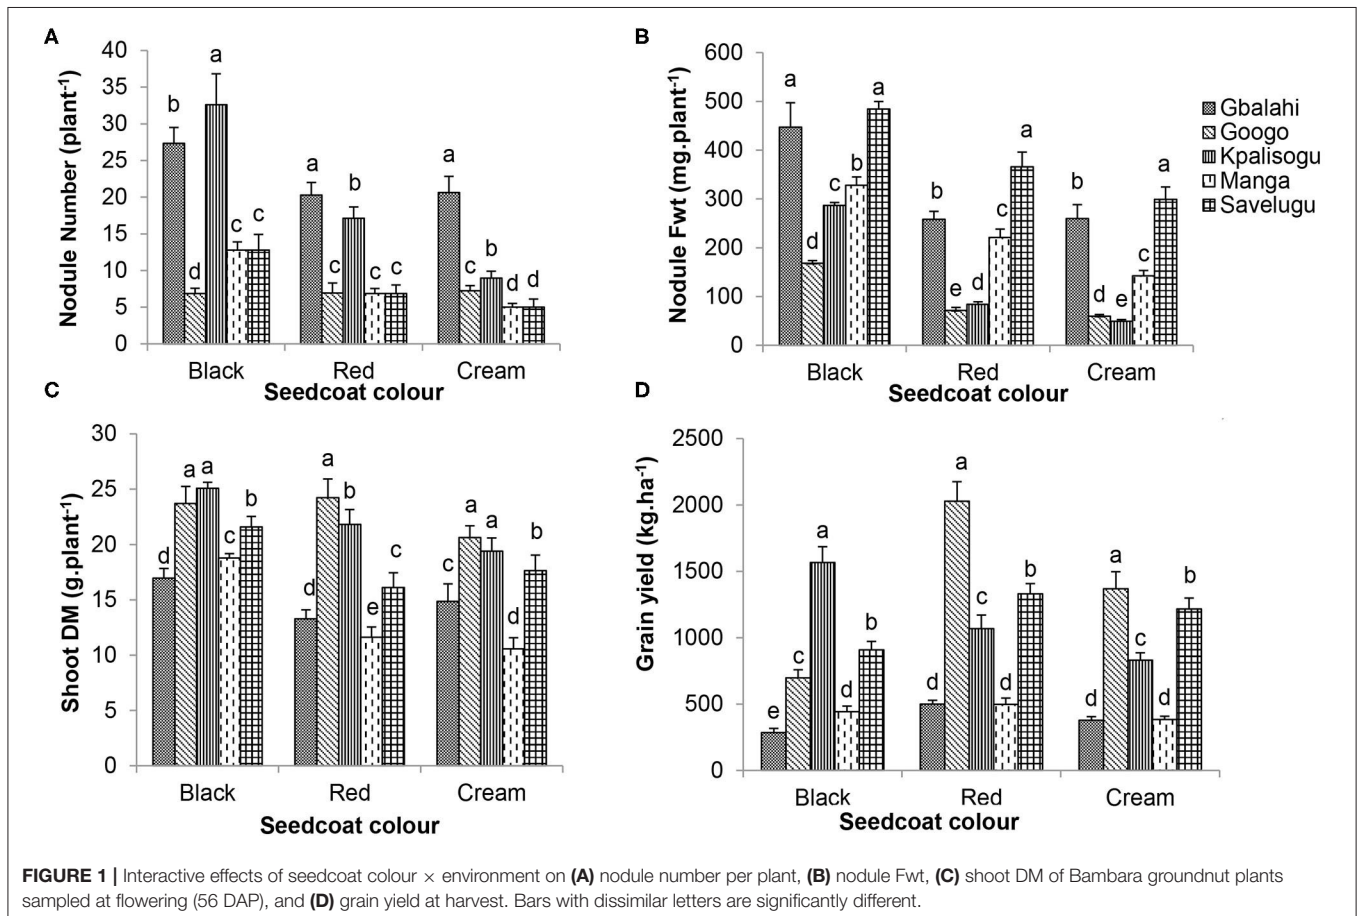 A
40
35
30
25
20
15
10
5
0
Nodule Number (plant-1)
b
d
a
c
c
a
c
b
c
c
a
c
b
d
d
Black Red Cream
Seedcoat colour
B
600
500
400
300
200
100
0
Nodule Fwt (mg.plant-1)
a
d
c
b
a
b
e
d
c
a
b
d
e
c
a
Black Red Cream
Seedcoat colour
Gbalahi
Googo
Kpalisogu
Manga
Savelugu
C
30
25
20
15
10
5
0
Shoot DM (g.plant-1)
d
a
a
c
b
d
a
b
e
c
c
a
a
d
b
Black Red Cream
Seedcoat colour
D
2500
2000
1500
1000
500
0
Grain yield (kg.ha-1)
e
c
a
d
b
d
a
c
d
b
d
a
c
d
b
Black Red Cream
Seedcoat colour
FIGURE 1 | Interactive effects of seedcoat colour × environment on (A) nodule number per plant, (B) nodule Fwt, (C) shoot DM of Bambara groundnut plants
sampled at flowering (56 DAP), and (D) grain yield at harvest. Bars with dissimilar letters are significantly different.